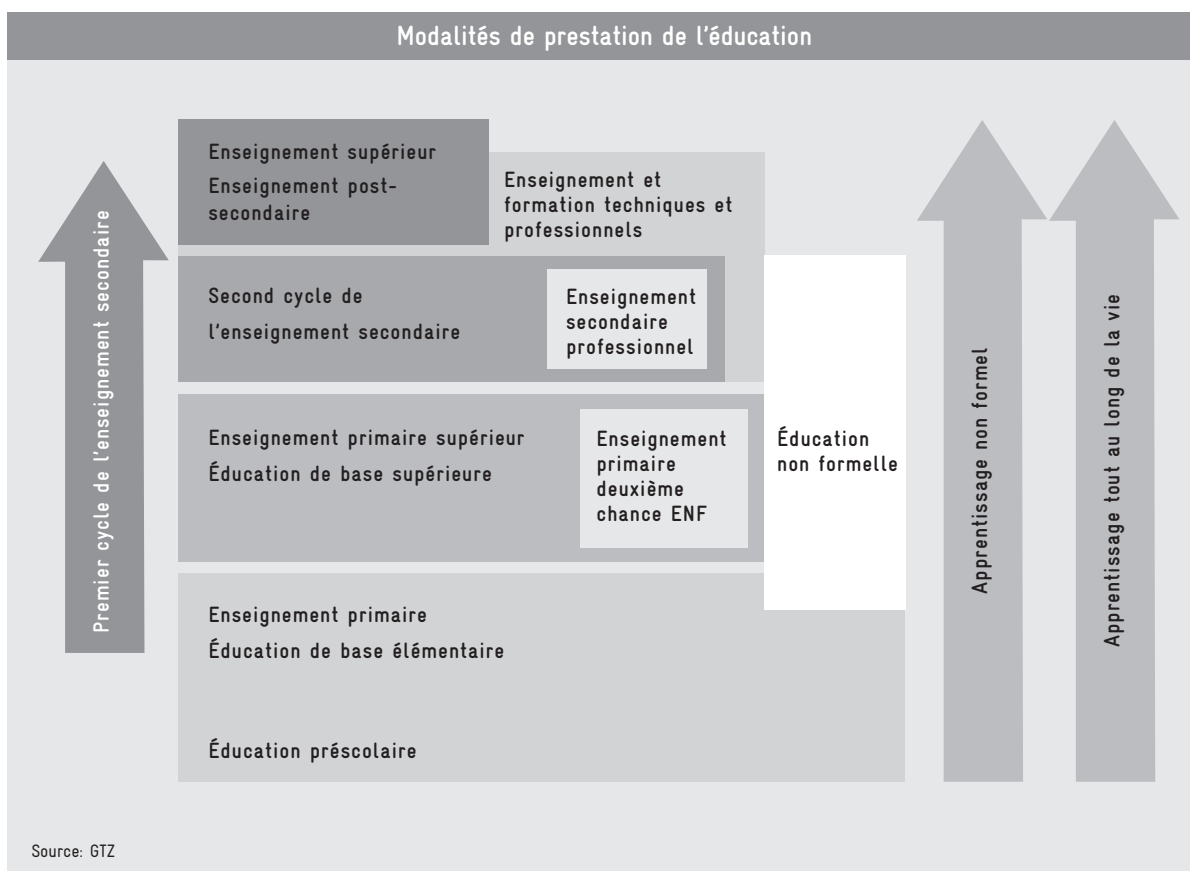 Modalités de prestation de l'éducation
Premier cycle de l'enseignement secondaire
Enseignement supérieur
Enseignement post-
secondaire
Enseignement et
formation techniques et
professionnels
Second cycle de
l'enseignement secondaire
Enseignement
secondaire
professionnel
Enseignement primaire supérieur
Éducation de base supérieure
Enseignement
primaire
deuxième
chance ENF
Éducation
non formelle
Enseignement primaire
Éducation de base élémentaire
Éducation préscolaire
Apprentissage non formel
Apprentissage tout au long de la vie
Source: GTZ